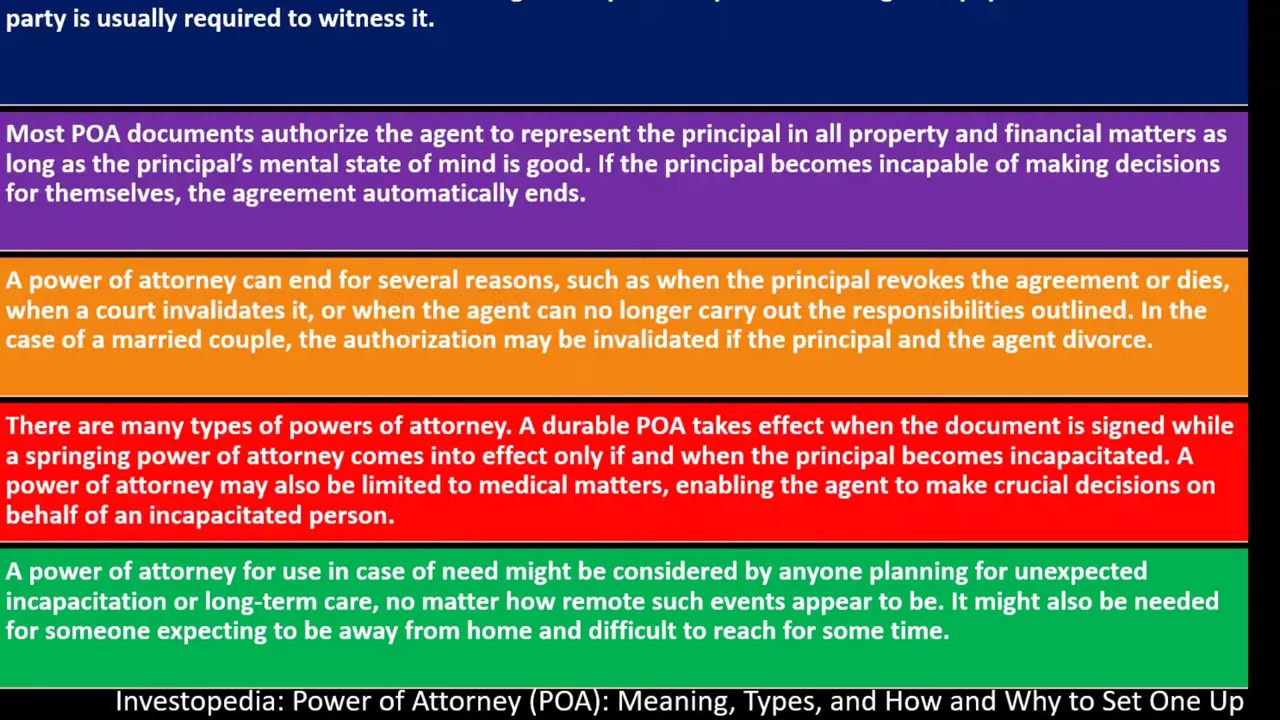 party is usually required to witness it.
Most POA documents authorize the agent to represent the principal in all property and financial matters as
long as the principal’s mental state of mind is good. If the principal becomes incapable of making decisions
for themselves, the agreement automatically ends.
A power of attorney can end for several reasons, such as when the principal revokes the agreement or dies,
when a court invalidates it, or when the agent can no longer carry out the responsibilities outlined. In the
case of a married couple, the authorization may be invalidated if the principal and the agent divorce.
There are many types of powers of attorney. A durable POA takes effect when the document is signed while
a springing power of attorney comes into effect only if and when the principal becomes incapacitated. A
power of attorney may also be limited to medical matters, enabling the agent to make crucial decisions on
behalf of an incapacitated person.
A power of attorney for use in case of need might be considered by anyone planning for unexpected
incapacitation or long-term care, no matter how remote such events appear to be. It might also be needed
for someone expecting to be away from home and difficult to reach for some time.
Investopedia: Power of Attorney (POA): Meaning, Types, and How and Why to Set One Up